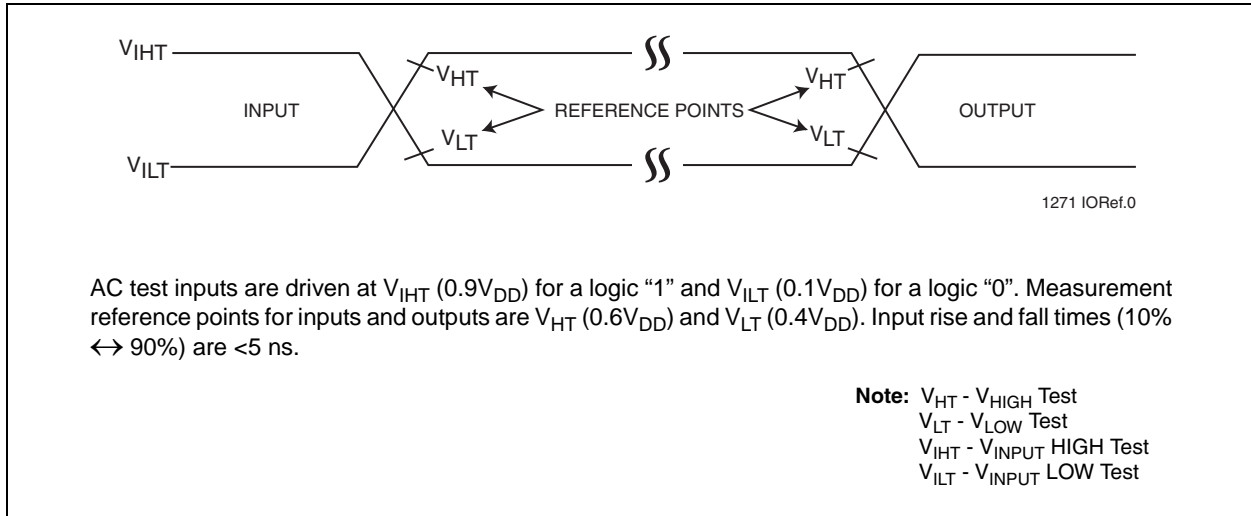 VIHT
VHT
VHT
INPUT
REFERENCE POINTS
OUTPUT
VLT
VLT
VILT
1271 IORef.0
AC test inputs are driven at VIHT (0.9VDD) for a logic “1” and VILT (0.1VDD) for a logic “0”. Measurement
reference points for inputs and outputs are VHT (0.6VDD) and VLT (0.4VDD). Input rise and fall times (10%
↔ 90%) are <5 ns.
Note: VHT - VHIGH Test
VLT - VLOW Test
VIHT - VINPUT HIGH Test
VILT - VINPUT LOW Test